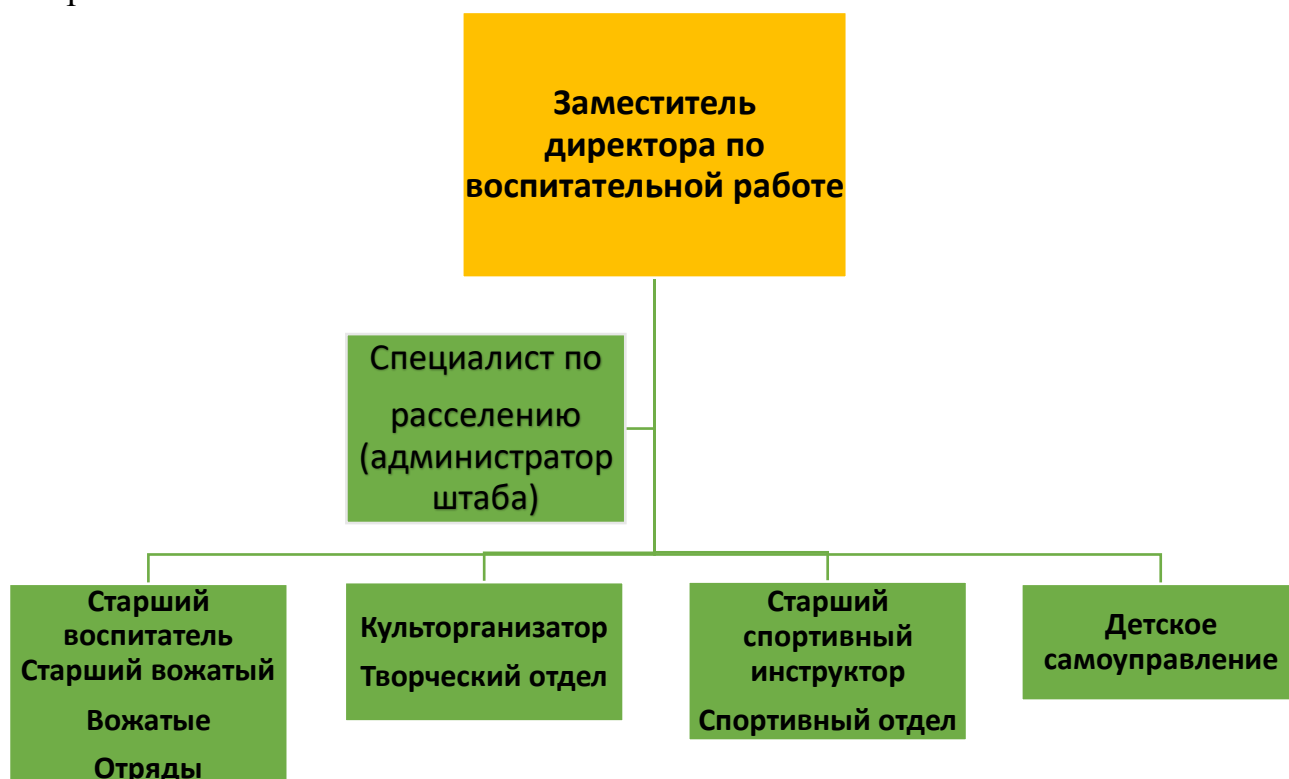 Заместитель
директора по
воспитательной работе
Специалист по
расселению
(администратор
штаба)
Старший
воспитатель
Старший вожатый
Вожатые
Отряды
Культорганизатор
Творческий отдел
Старший
спортивный
инструктор
Спортивный отдел
Детское
самоуправление